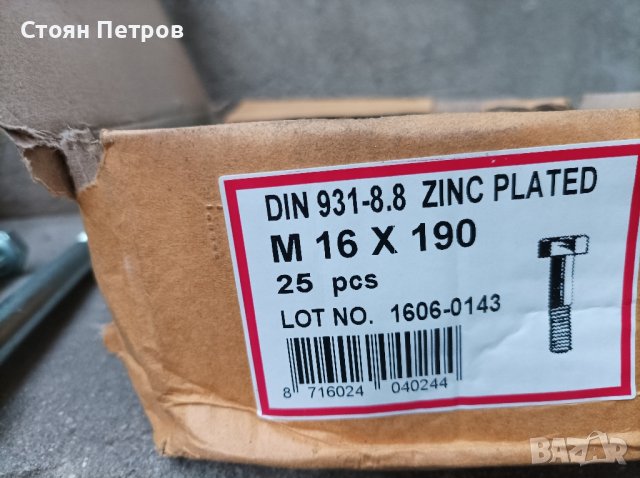 Стоян Петров
DIN 931-8.8 ZINC PLATED
M 16 X 190
25 pcs
LOT NO. 1606-0143
8 716024 040244
BAZAR